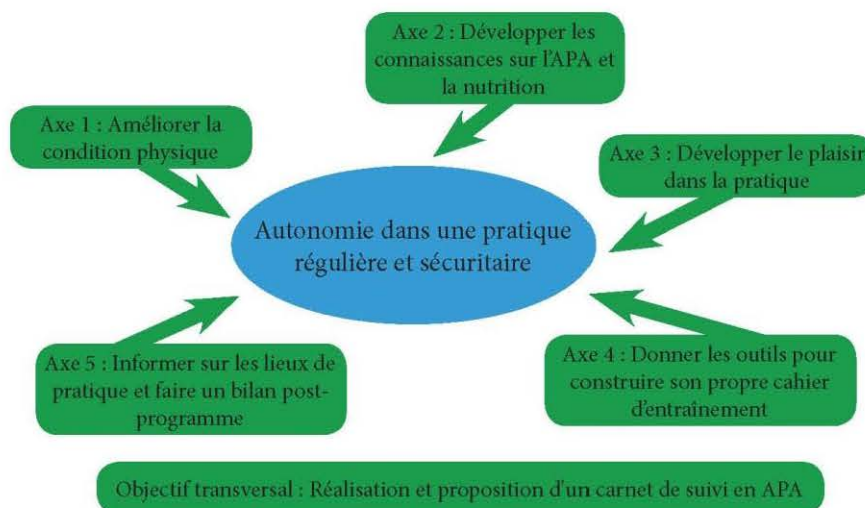 Axe 1 : Améliorer la
condition physique
Axe 2 : Développer les
connaissances sur l'APA et
la nutrition
Axe 3 : Développer le plaisir
dans la pratique
Autonomie dans une pratique
régulière et sécuritaire
Axe 4 : Donner les outils pour
construire son propre cahier
d'entraînement
Axe 5 : Informer sur les lieux de
pratique et faire un bilan post-
programme
Objectif transversal : Réalisation et proposition d'un carnet de suivi en APA